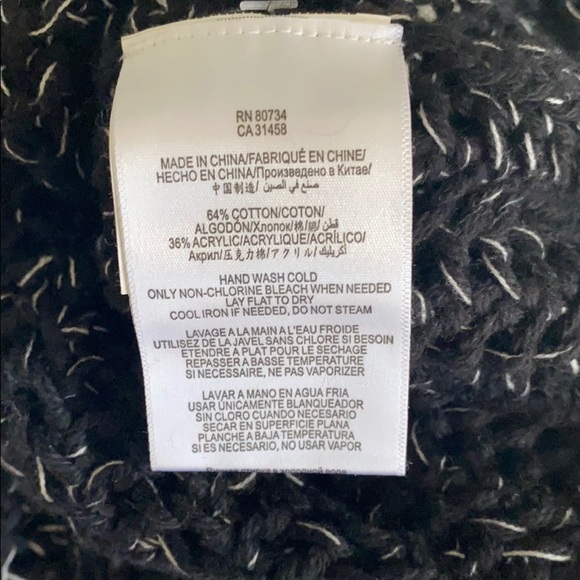 RN 80734
CA 31458
MADE IN CHINA/FABRIQUÉ EN CHINE/
HECHO EN CHINA/Произведено в Китае/
中国制造/ صنع في الصين/
64% COTTON/COTON/
ALGODÓN/Хлопок/棉/綿/قطن/
36% ACRYLIC/ACRYLIQUE/ACRÍLICO/
Акрил/压克力棉/アクリル/أكريليك/
HAND WASH COLD
ONLY NON-CHLORINE BLEACH WHEN NEEDED
LAY FLAT TO DRY
COOL IRON IF NEEDED, DO NOT STEAM
LAVAGE A LA MAIN A L'EAU FROIDE
UTILISEZ DE LA JAVEL SANS CHLORE SI BESOIN
ETENDRE A PLAT POUR LE SECHAGE
REPASSER A BASSE TEMPERATURE
SI NECESSAIRE, NE PAS VAPORIZER
LAVAR A MANO EN AGUA FRIA
USAR ÚNICAMENTE BLANQUEADOR
SIN CLORO CUANDO NECESARIO
SECAR EN SUPERFICIE PLANA
PLANCHE A BAJA TEMPERATURA
SI ES NECESARIO, NO USAR VAPOR